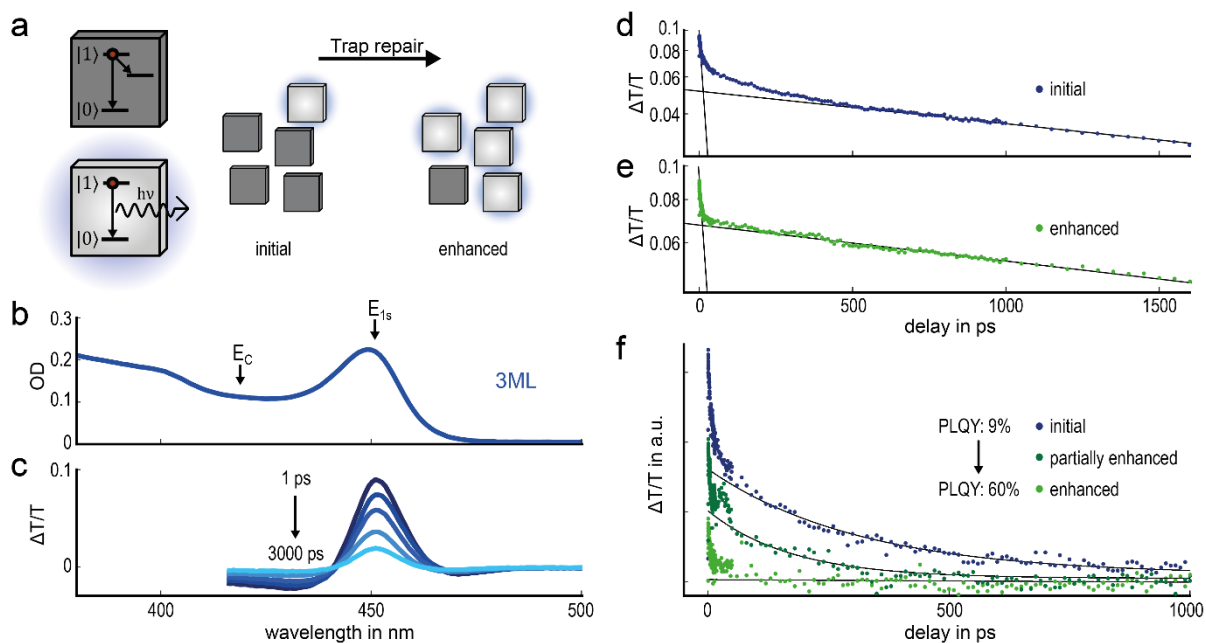 a
|1⟩
|0⟩
|1⟩
hν
|0⟩
Trap repair
initial
enhanced
b
0.3
0.2
0.1
0
OD
E_C
E_1s
3ML
c
0.1
0
ΔT/T
1 ps
3000 ps
400
450
500
wavelength in nm
d
0.1
0.08
0.06
0.04
ΔT/T
initial
e
0.1
0.08
0.06
ΔT/T
enhanced
0
500
1000
1500
delay in ps
f
ΔT/T in a.u.
PLQY: 9%
PLQY: 60%
initial
partially enhanced
enhanced
0
500
1000
delay in ps